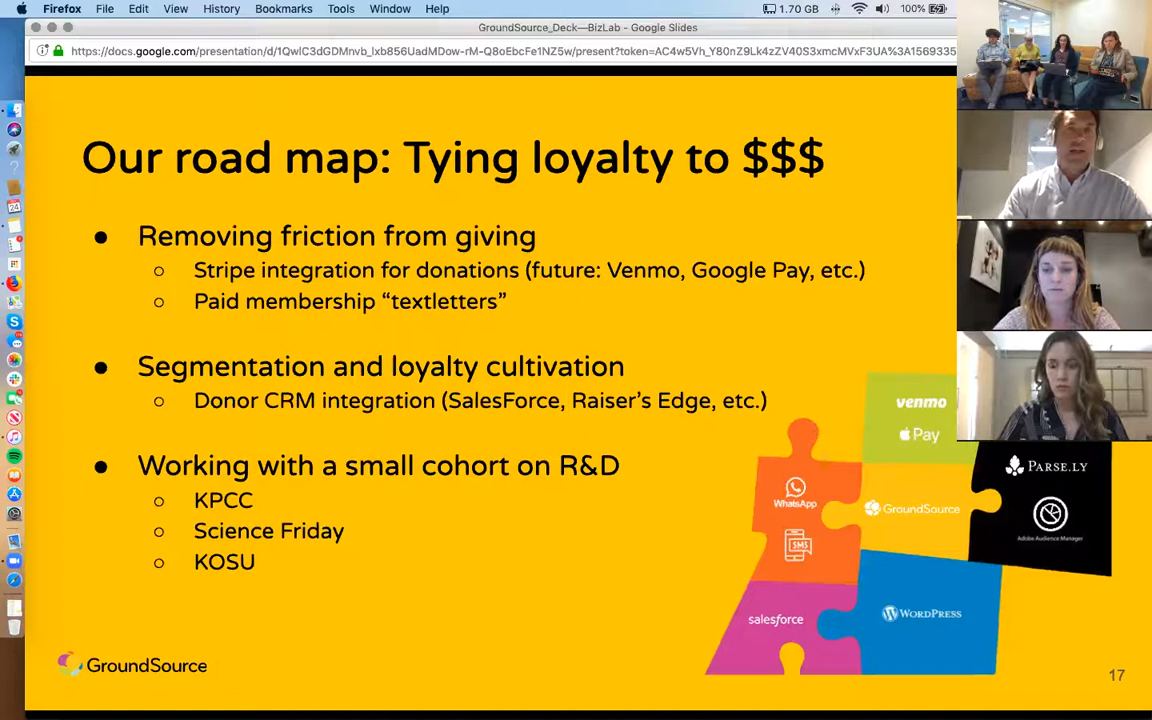 Firefox File Edit View History Bookmarks Tools Window Help 1.70 GB 100%
GroundSource_Deck—BizLab - Google Slides
https://docs.google.com/presentation/d/1QwlC3dGDMnvb_lxb856UadMDow-rM-Q8oEbcFe1NZ5w/present?token=AC4w5Vh_Y80nZ9Lk4zZV40S3xmcMVxF3UA%3A1569335
Our road map: Tying loyalty to $$$
● Removing friction from giving
○ Stripe integration for donations (future: Venmo, Google Pay, etc.)
○ Paid membership “textletters”
● Segmentation and loyalty cultivation
○ Donor CRM integration (SalesForce, Raiser’s Edge, etc.)
● Working with a small cohort on R&D
○ KPCC
○ Science Friday
○ KOSU
venmo
Pay
PARSE.LY
WhatsApp
GroundSource
Adobe Audience Manager
SMS
salesforce
WORDPRESS
GroundSource
17